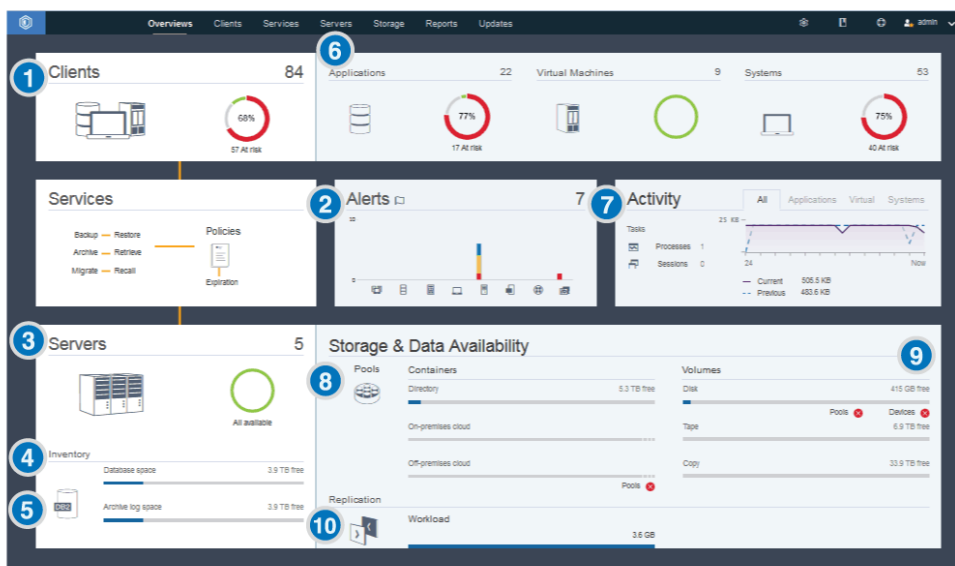 Overviews Clients Services Servers Storage Reports Updates admin
1 Clients 84
68%
57 At risk
6
Applications 22
77%
17 At risk
Virtual Machines 9
Systems 53
75%
40 At risk
Services
Backup Restore
Archive Retrieve
Migrate Recall
Policies
Expiration
2 Alerts 7
0
7 Activity
All Applications Virtual Systems
Tasks
Processes 1
Sessions 0
25 KB
24 Now
Current 505.5 KB
Previous 483.6 KB
3 Servers 5
All available
4 Inventory
Database space 3.9 TB free
5
DB2
Archive log space 3.9 TB free
Storage & Data Availability
8 Pools
Containers
Directory 5.3 TB free
On-premises cloud
Off-premises cloud
Pools
9
Volumes
Disk 415 GB free
Pools Devices
Tape 6.9 TB free
Copy 33.9 TB free
Replication
10
Workload
3.6 GB